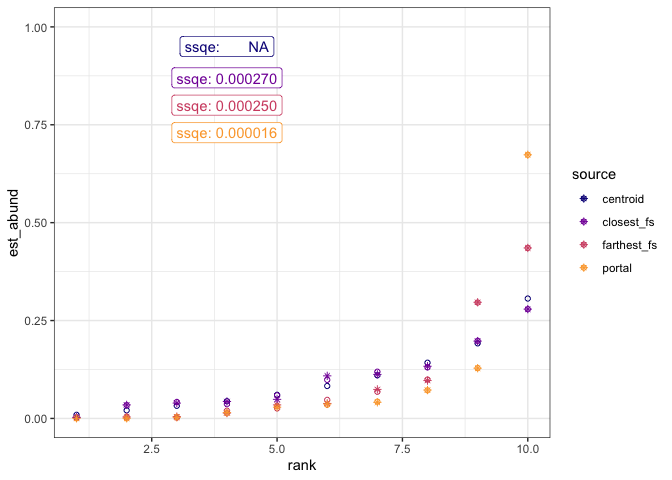 1.00
0.75
0.50
0.25
0.00
est_abund
ssqe: NA
ssqe: 0.000270
ssqe: 0.000250
ssqe: 0.000016
2.5 5.0 7.5 10.0
rank
source
centroid
closest_fs
farthest_fs
portal